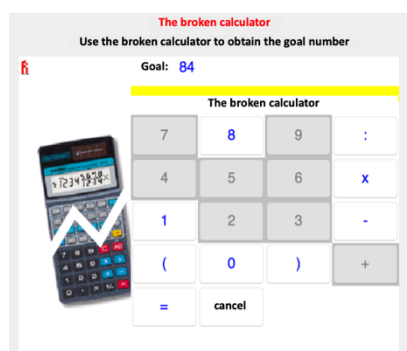 The broken calculator
Use the broken calculator to obtain the goal number
Goal: 84
The broken calculator
7 8 9 :
4 5 6 x
1 2 3 -
( 0 ) +
= cancel